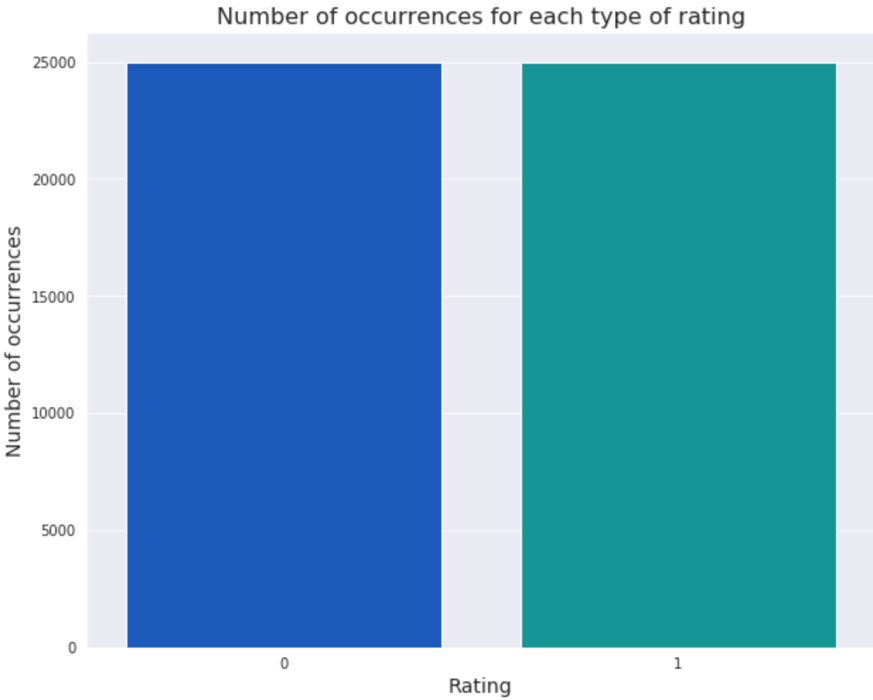 Number of occurrences for each type of rating
Number of occurrences
25000
20000
15000
10000
5000
0
0 1
Rating